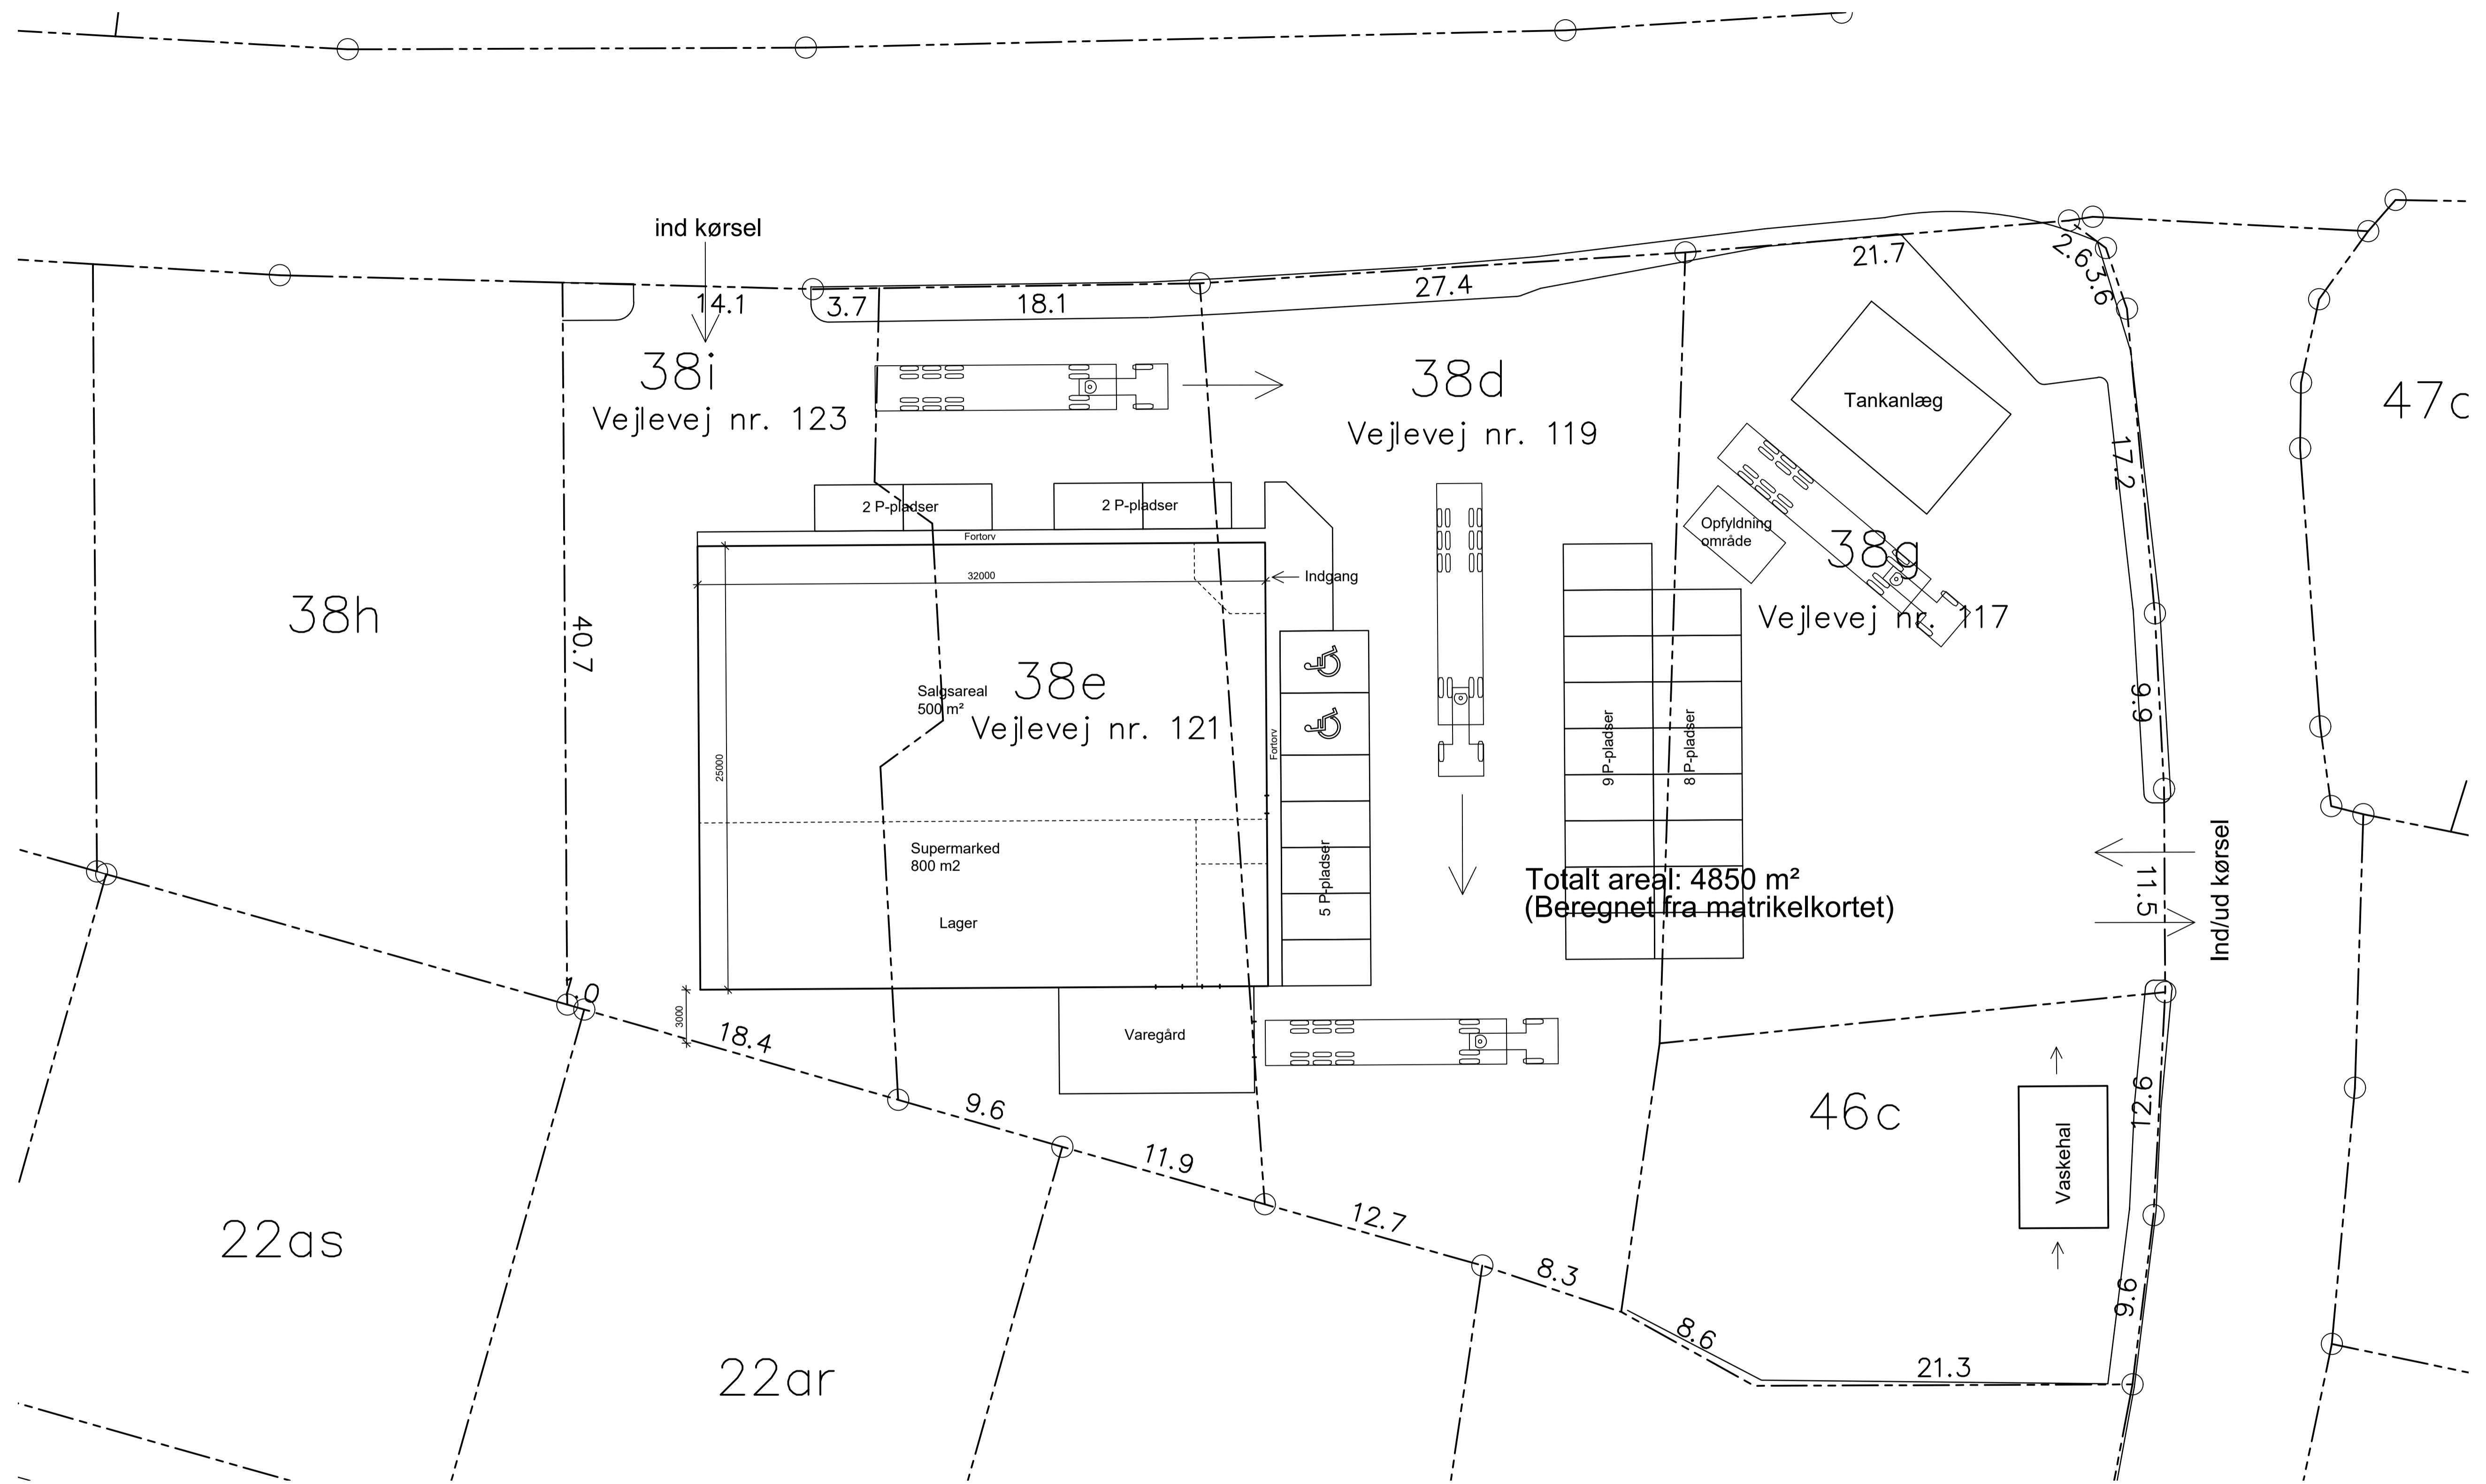 ind kørsel
14.1
3.7
18.1
27.4
21.7
2.6
3.6
38i
Vejlevej nr. 123
38d
Vejlevej nr. 119
Tankanlæg
47c
17.2
2 P-pladser
2 P-pladser
Fortorv
Opfyldning
område
38g
Vejlevej nr. 117
32000
Indgang
38h
40.7
38e
Salgsareal
500 m²
Vejlevej nr. 121
25000
Fortorv
9 P-pladser
8 P-pladser
9.9
Supermarked
800 m2
5 P-pladser
Totalt areal: 4850 m²
(Beregnet fra matrikelkortet)
11.5
Ind/ud kørsel
Lager
1.0
3000
18.4
Varegård
9.6
11.9
46c
12.6
Vaskehal
22as
12.7
8.3
9.6
8.6
21.3
22ar